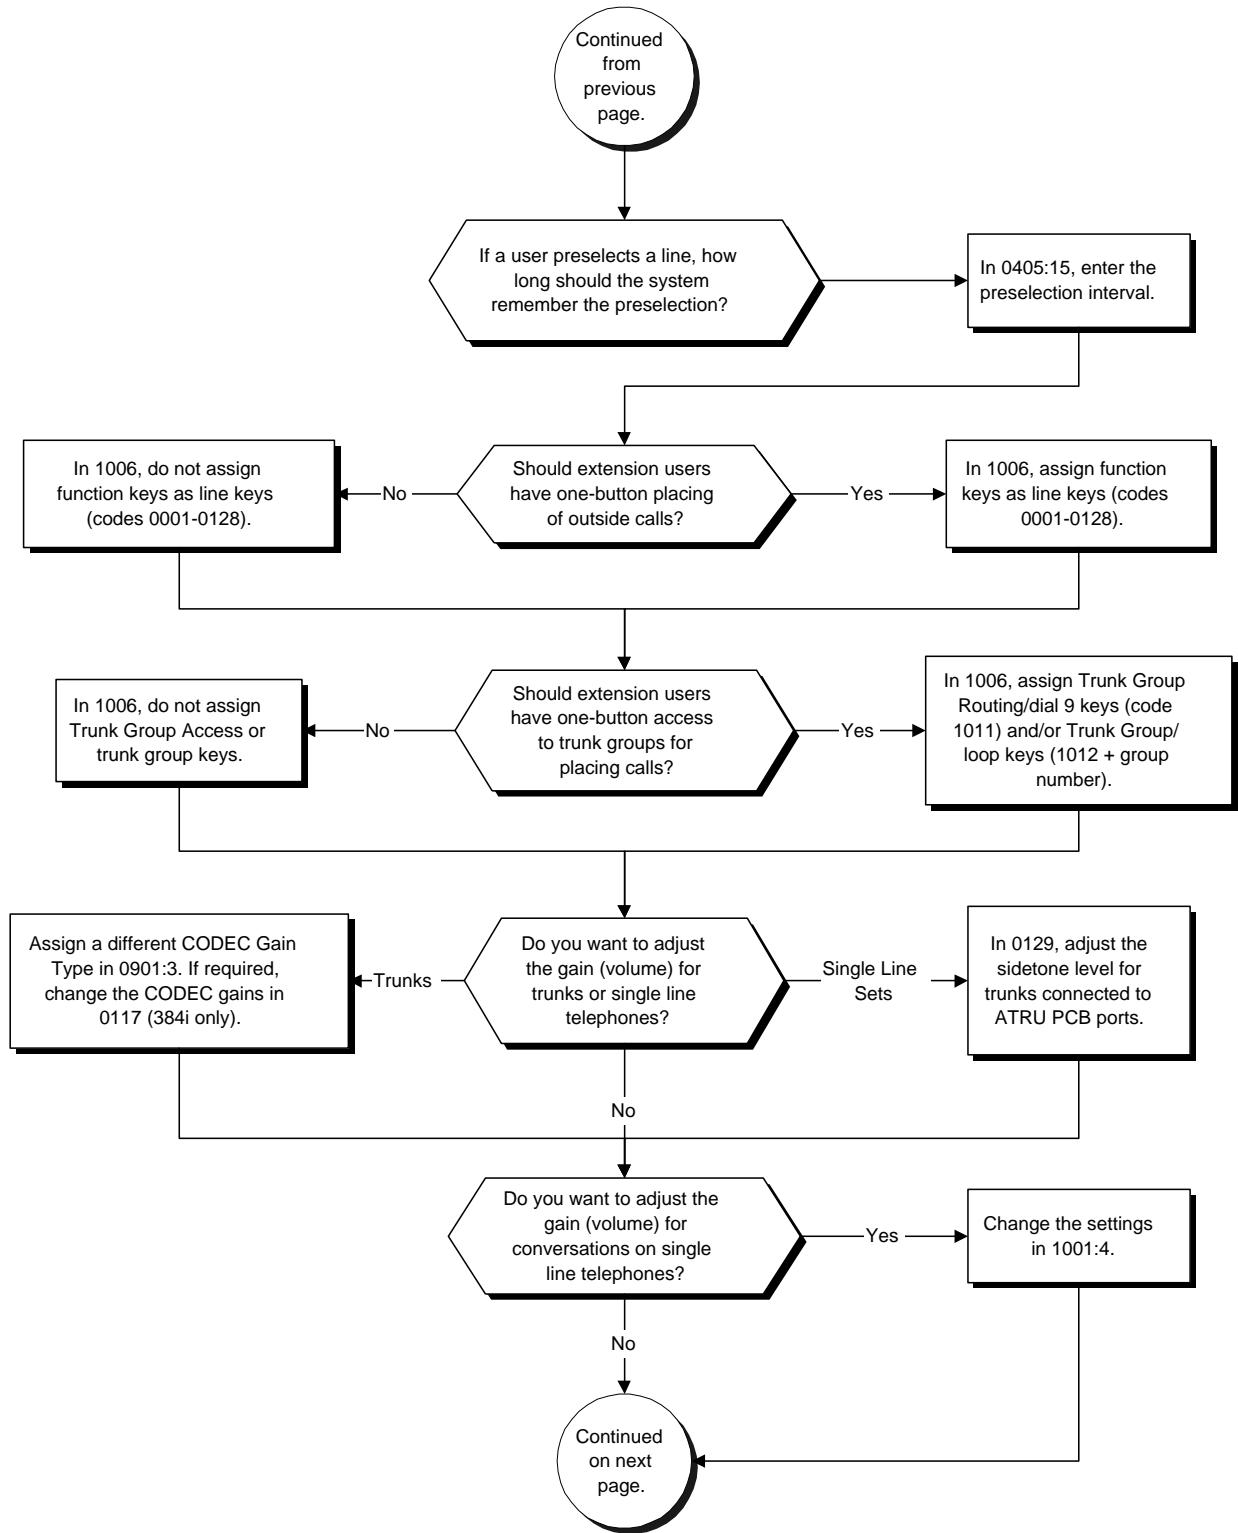 Continued
from
previous
page.
If a user preselects a line, how
long should the system
remember the preselection?
In 0405:15, enter the
preselection interval.
In 1006, do not assign
function keys as line keys
(codes 0001-0128).
No
Should extension users
have one-button placing
of outside calls?
Yes
In 1006, assign function
keys as line keys (codes
0001-0128).
In 1006, do not assign
Trunk Group Access or
trunk group keys.
No
Should extension users
have one-button access
to trunk groups for
placing calls?
Yes
In 1006, assign Trunk Group
Routing/dial 9 keys (code
1011) and/or Trunk Group/
loop keys (1012 + group
number).
Assign a different CODEC Gain
Type in 0901:3. If required,
change the CODEC gains in
0117 (384i only).
Trunks
Do you want to adjust
the gain (volume) for
trunks or single line
telephones?
Single Line
Sets
In 0129, adjust the
sidetone level for
trunks connected to
ATRU PCB ports.
No
Do you want to adjust the
gain (volume) for
conversations on single
line telephones?
Yes
Change the settings
in 1001:4.
No
Continued
on next
page.